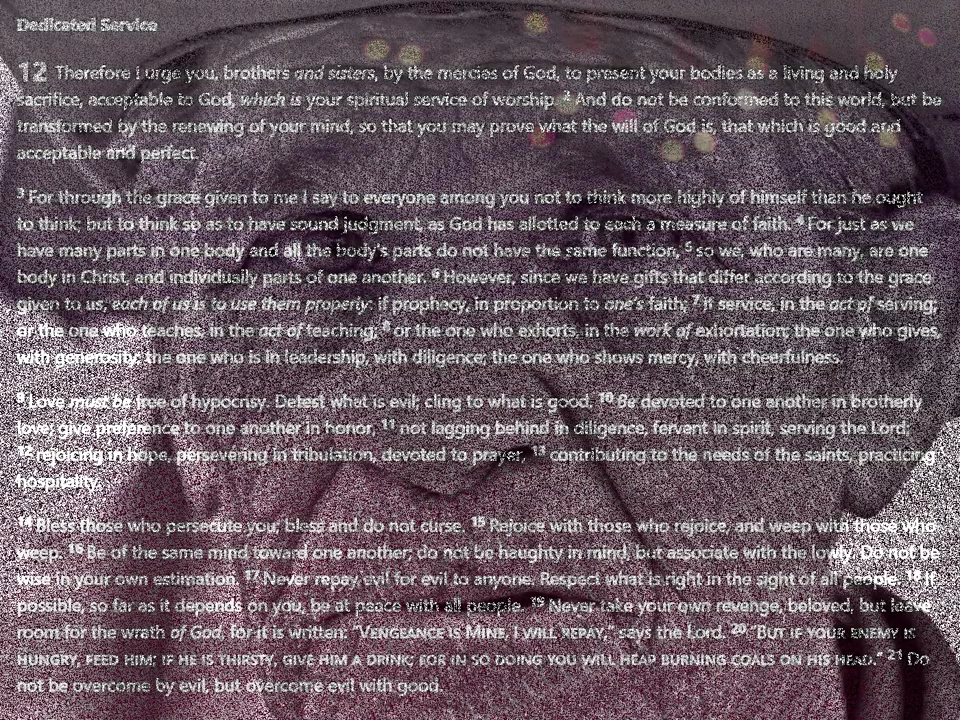 Dedicated Service
12 Therefore I urge you, brothers and sisters, by the mercies of God, to present your bodies as a living and holy
sacrifice, acceptable to God, which is your spiritual service of worship. 2 And do not be conformed to this world, but be
transformed by the renewing of your mind, so that you may prove what the will of God is, that which is good and
acceptable and perfect.
3 For through the grace given to me I say to everyone among you not to think more highly of himself than he ought
to think; but to think so as to have sound judgment, as God has allotted to each a measure of faith. 4 For just as we
have many parts in one body and all the body's parts do not have the same function, 5 so we, who are many, are one
body in Christ, and individually parts of one another. 6 However, since we have gifts that differ according to the grace
given to us, each of us is to use them properly: if prophecy, in proportion to one's faith; 7 if service, in the act of serving;
or the one who teaches, in the act of teaching; 8 or the one who exhorts, in the work of exhortation; the one who gives,
with generosity; the one who is in leadership, with diligence; the one who shows mercy, with cheerfulness.
9 Love must be free of hypocrisy. Detest what is evil; cling to what is good. 10 Be devoted to one another in brotherly
love; give preference to one another in honor, 11 not lagging behind in diligence, fervent in spirit, serving the Lord;
12 rejoicing in hope, persevering in tribulation, devoted to prayer, 13 contributing to the needs of the saints, practicing
hospitality.
14 Bless those who persecute you; bless and do not curse. 15 Rejoice with those who rejoice, and weep with those who
weep. 16 Be of the same mind toward one another; do not be haughty in mind, but associate with the lowly. Do not be
wise in your own estimation. 17 Never repay evil for evil to anyone. Respect what is right in the sight of all people. 18 If
possible, so far as it depends on you, be at peace with all people. 19 Never take your own revenge, beloved, but leave
room for the wrath of God, for it is written: "VENGEANCE IS MINE, I WILL REPAY," says the Lord. 20 "BUT IF YOUR ENEMY IS
HUNGRY, FEED HIM; IF HE IS THIRSTY, GIVE HIM A DRINK; FOR IN SO DOING YOU WILL HEAP BURNING COALS ON HIS HEAD." 21 Do
not be overcome by evil, but overcome evil with good.